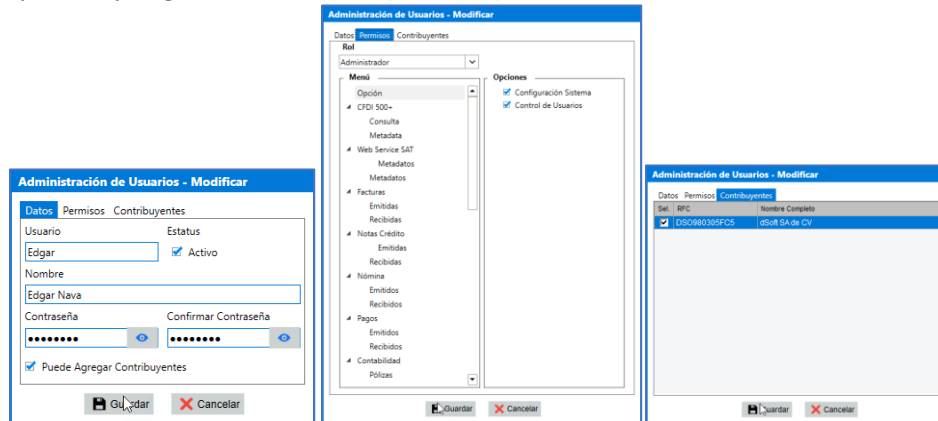 Administración de Usuarios - Modificar
Datos Permisos Contribuyentes
Usuario Estatus
Edgar Activo
Nombre
Edgar Nava
Contraseña Confirmar Contraseña
•••••••• ••••••••
Puede Agregar Contribuyentes
Guardar Cancelar
Administración de Usuarios - Modificar
Datos Permisos Contribuyentes
Rol
Administrador
Menú
Opción
CFDI 500+
Consulta
Metadata
Web Service SAT
Metadatos
Metadatos
Facturas
Emitidas
Recibidas
Notas Crédito
Emitidas
Recibidas
Nómina
Emitidos
Recibidos
Pagos
Emitidos
Recibidos
Contabilidad
Pólizas
Opciones
Configuración Sistema
Control de Usuarios
Guardar Cancelar
Administración de Usuarios - Modificar
Datos Permisos Contribuyentes
Sel. RFC Nombre Completo
DSO980305FC5 dSoft SA de CV
Guardar Cancelar